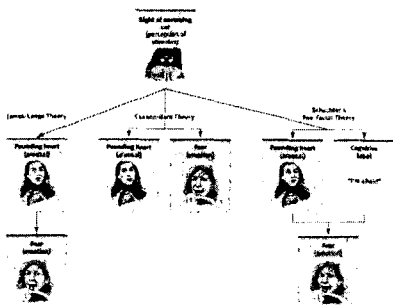 Sight of oncoming
car
(perception of
stimulus)
James-Lange Theory
Cannon-Bard Theory
Schachter's
Two-Factor Theory
Pounding heart
(arousal)
Pounding heart
(arousal)
Fear
(emotion)
Pounding heart
(arousal)
Cognitive
label
"I'm afraid"
Fear
(emotion)
Fear
(emotion)